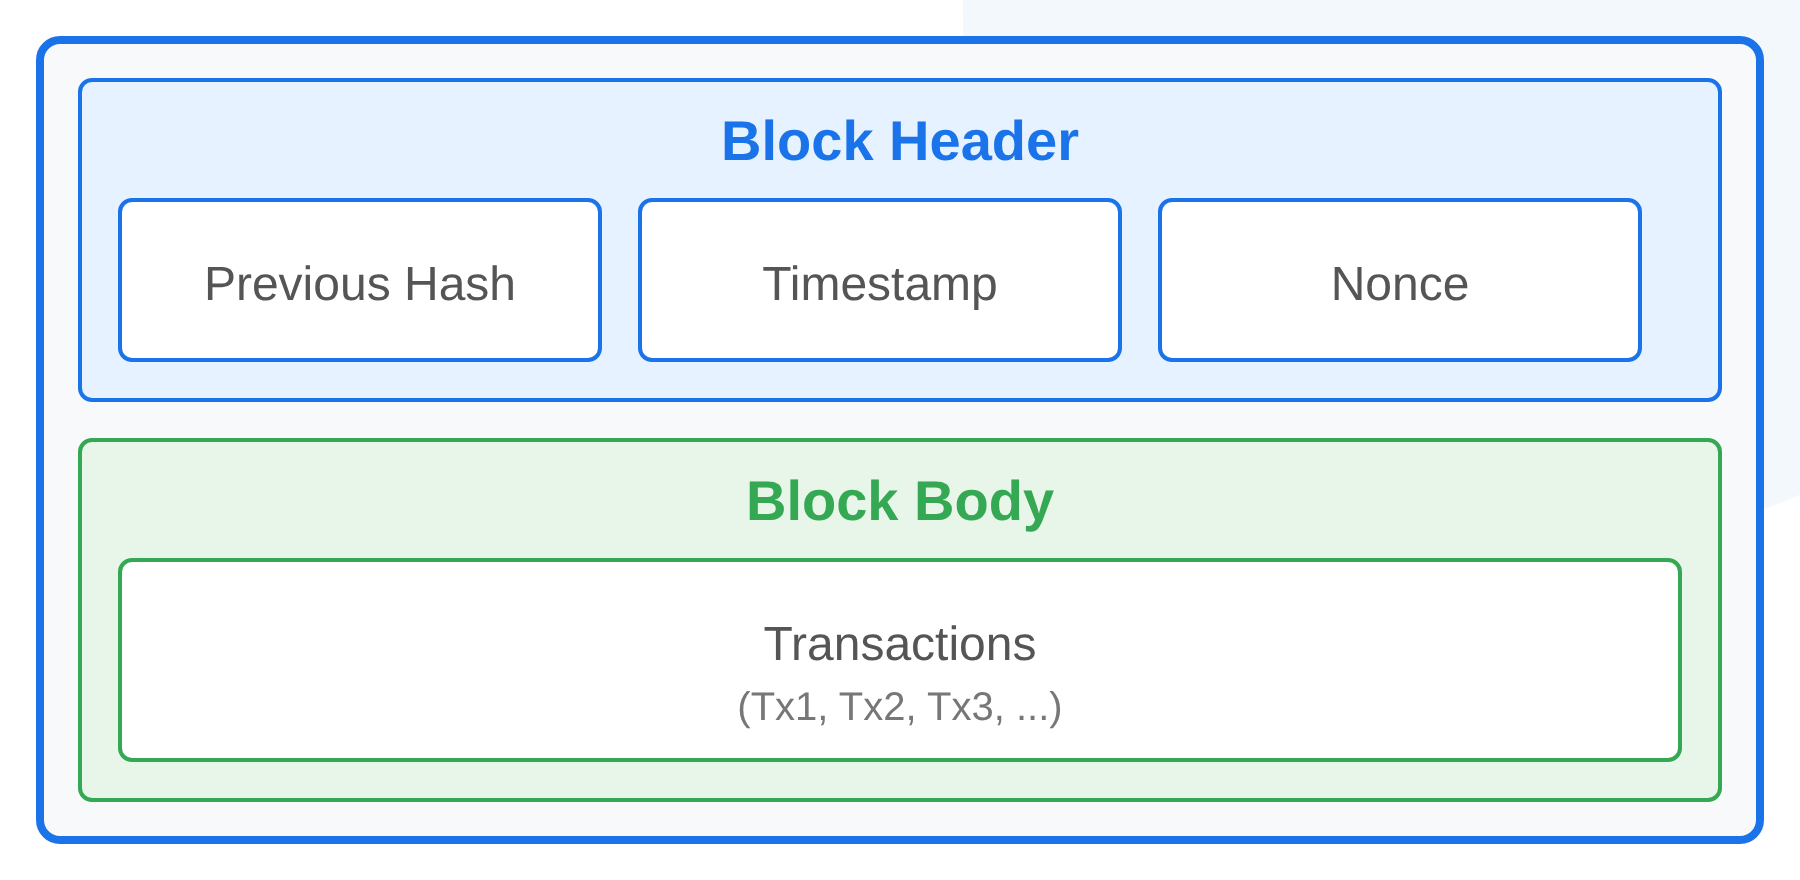 Block Header
Previous Hash
Timestamp
Nonce
Block Body
Transactions
(Tx1, Tx2, Tx3, ...)